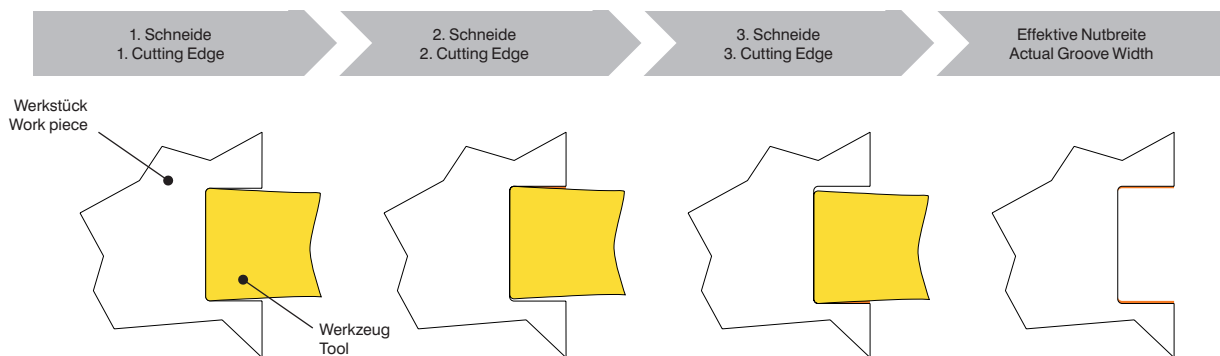 1. Schneide
1. Cutting Edge
2. Schneide
2. Cutting Edge
3. Schneide
3. Cutting Edge
Effektive Nutbreite
Actual Groove Width
Werkstück
Work piece
Werkzeug
Tool